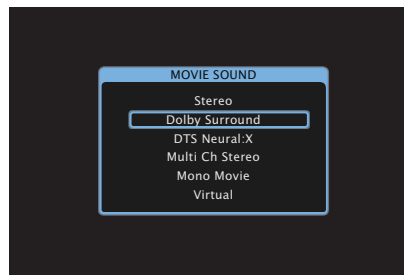 MOVIE SOUND
Stereo
Dolby Surround
DTS Neural:X
Multi Ch Stereo
Mono Movie
Virtual